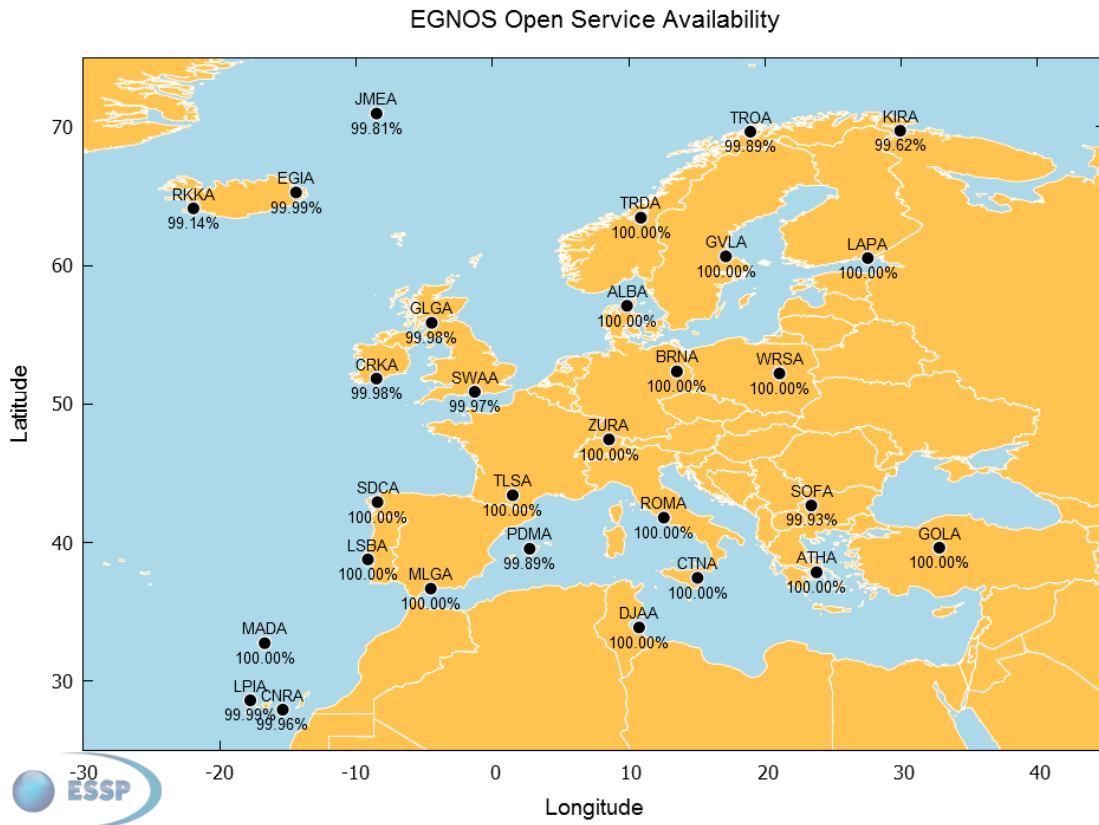 EGNOS Open Service Availability
JMEA
99.81%
TROA
99.89%
KIRA
99.62%
EGIA
99.99%
RKKA
99.14%
TRDA
100.00%
GVLA
100.00%
LAPA
100.00%
ALBA
100.00%
GLGA
99.98%
CRKA
99.98%
SWAA
99.97%
BRNA
100.00%
WRSA
100.00%
ZURA
100.00%
TLSA
100.00%
SDCA
100.00%
PDMA
99.89%
ROMA
100.00%
SOFA
99.93%
GOLA
100.00%
LSBA
100.00%
MLGA
100.00%
CTNA
100.00%
ATHA
100.00%
DJAA
100.00%
MADA
100.00%
LPIA
99.99%
CNRA
99.96%
70
60
50
40
30
Latitude
-30
-20
-10
0
10
20
30
40
Longitude
ESSP